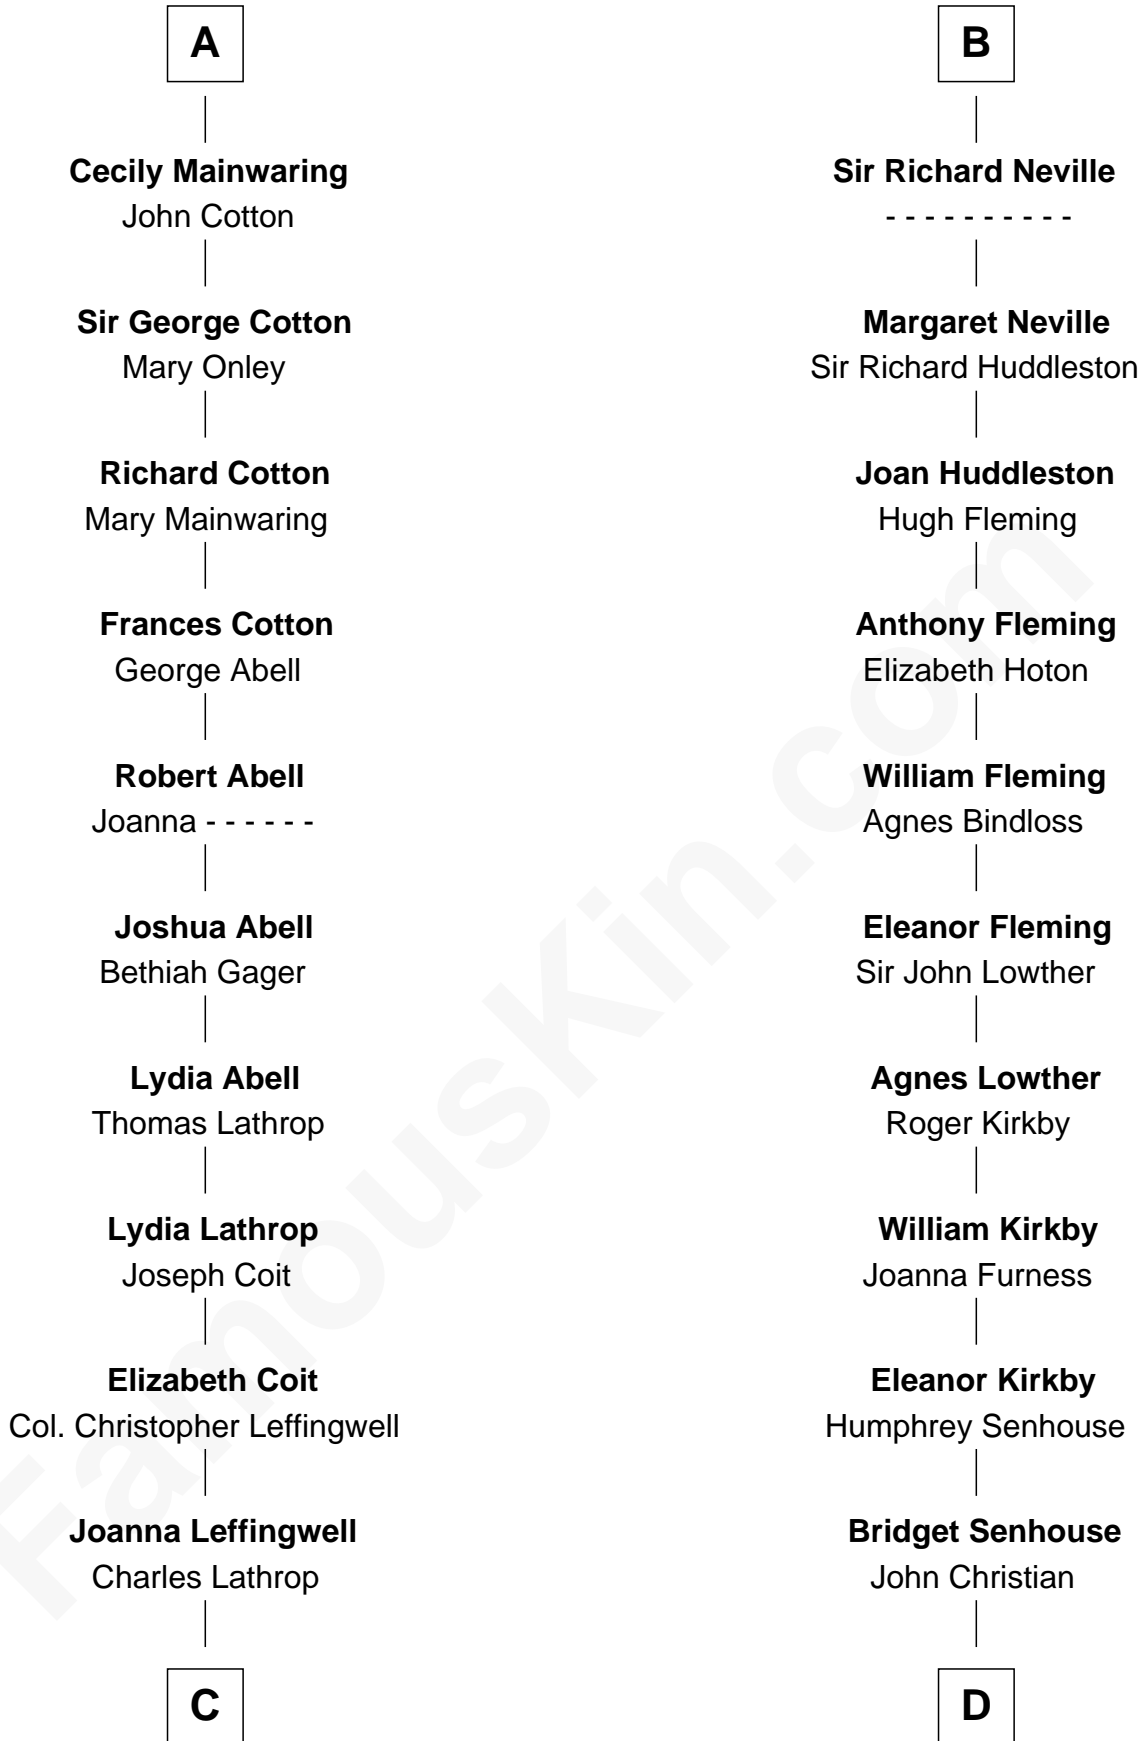 A
Cecily Mainwaring
John Cotton
Sir George Cotton
Mary Onley
Richard Cotton
Mary Mainwaring
Frances Cotton
George Abell
Robert Abell
Joanna - - - - - -
Joshua Abell
Bethiah Gager
Lydia Abell
Thomas Lathrop
Lydia Lathrop
Joseph Coit
Elizabeth Coit
Col. Christopher Leffingwell
Joanna Leffingwell
Charles Lathrop
C
B
Sir Richard Neville
- - - - - - - - - -
Margaret Neville
Sir Richard Huddleston
Joan Huddleston
Hugh Fleming
Anthony Fleming
Elizabeth Hoton
William Fleming
Agnes Bindloss
Eleanor Fleming
Sir John Lowther
Agnes Lowther
Roger Kirkby
William Kirkby
Joanna Furness
Eleanor Kirkby
Humphrey Senhouse
Bridget Senhouse
John Christian
D
FamousKin.com